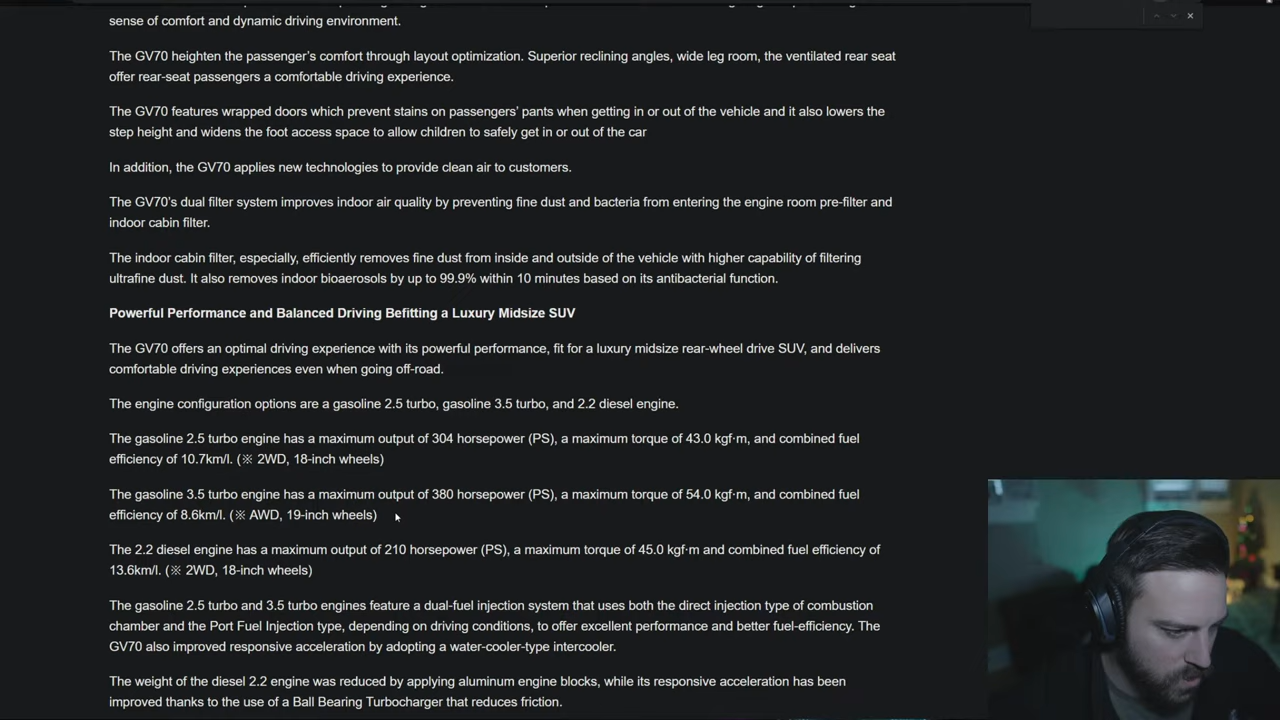 sense of comfort and dynamic driving environment.
The GV70 heighten the passenger's comfort through layout optimization. Superior reclining angles, wide leg room, the ventilated rear seat
offer rear-seat passengers a comfortable driving experience.
The GV70 features wrapped doors which prevent stains on passengers' pants when getting in or out of the vehicle and it also lowers the
step height and widens the foot access space to allow children to safely get in or out of the car
In addition, the GV70 applies new technologies to provide clean air to customers.
The GV70's dual filter system improves indoor air quality by preventing fine dust and bacteria from entering the engine room pre-filter and
indoor cabin filter.
The indoor cabin filter, especially, efficiently removes fine dust from inside and outside of the vehicle with higher capability of filtering
ultrafine dust. It also removes indoor bioaerosols by up to 99.9% within 10 minutes based on its antibacterial function.
Powerful Performance and Balanced Driving Befitting a Luxury Midsize SUV
The GV70 offers an optimal driving experience with its powerful performance, fit for a luxury midsize rear-wheel drive SUV, and delivers
comfortable driving experiences even when going off-road.
The engine configuration options are a gasoline 2.5 turbo, gasoline 3.5 turbo, and 2.2 diesel engine.
The gasoline 2.5 turbo engine has a maximum output of 304 horsepower (PS), a maximum torque of 43.0 kgf·m, and combined fuel
efficiency of 10.7km/l. (※ 2WD, 18-inch wheels)
The gasoline 3.5 turbo engine has a maximum output of 380 horsepower (PS), a maximum torque of 54.0 kgf·m, and combined fuel
efficiency of 8.6km/l. (※ AWD, 19-inch wheels)
The 2.2 diesel engine has a maximum output of 210 horsepower (PS), a maximum torque of 45.0 kgf·m and combined fuel efficiency of
13.6km/l. (※ 2WD, 18-inch wheels)
The gasoline 2.5 turbo and 3.5 turbo engines feature a dual-fuel injection system that uses both the direct injection type of combustion
chamber and the Port Fuel Injection type, depending on driving conditions, to offer excellent performance and better fuel-efficiency. The
GV70 also improved responsive acceleration by adopting a water-cooler-type intercooler.
The weight of the diesel 2.2 engine was reduced by applying aluminum engine blocks, while its responsive acceleration has been
improved thanks to the use of a Ball Bearing Turbocharger that reduces friction.